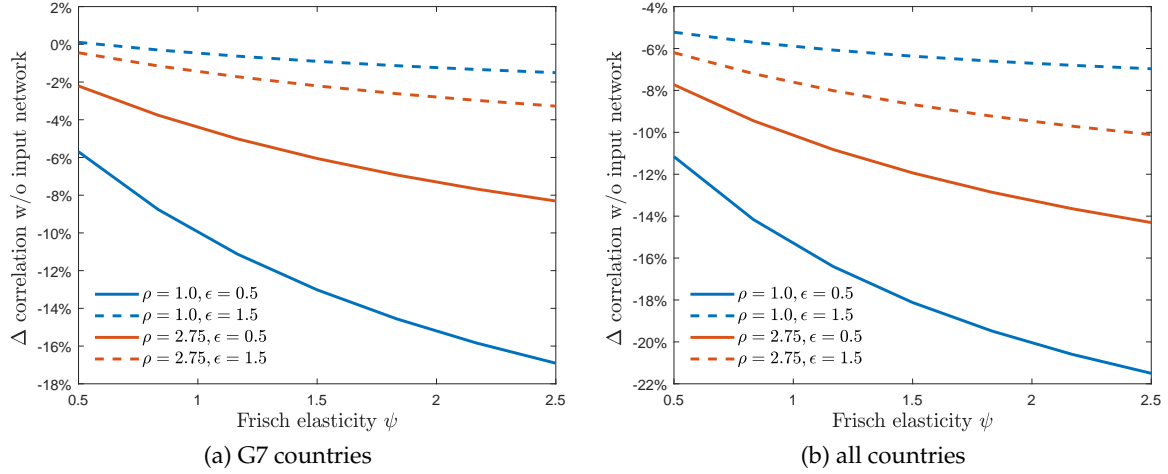 Δ correlation w/o input network
2%
0%
-2%
-4%
-6%
-8%
-10%
-12%
-14%
-16%
-18%
ρ = 1.0, ϵ = 0.5
ρ = 1.0, ϵ = 1.5
ρ = 2.75, ϵ = 0.5
ρ = 2.75, ϵ = 1.5
0.5 1 1.5 2 2.5
Frisch elasticity ψ
(a) G7 countries
Δ correlation w/o input network
-4%
-6%
-8%
-10%
-12%
-14%
-16%
-18%
-20%
-22%
ρ = 1.0, ϵ = 0.5
ρ = 1.0, ϵ = 1.5
ρ = 2.75, ϵ = 0.5
ρ = 2.75, ϵ = 1.5
0.5 1 1.5 2 2.5
Frisch elasticity ψ
(b) all countries